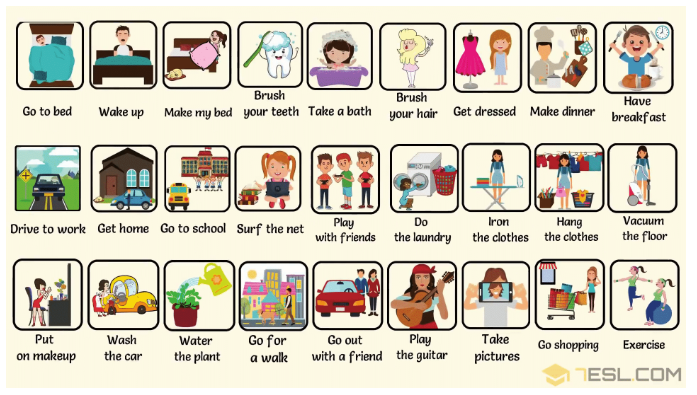 Go to bed
Wake up
Make my bed
Brush
your teeth
Take a bath
Brush
your hair
Get dressed
Make dinner
Have
breakfast
Drive to work
Get home
Go to school
Surf the net
Play
with friends
Do
the laundry
Iron
the clothes
Hang
the clothes
Vacuum
the floor
Put
on makeup
Wash
the car
Water
the plant
Go for
a walk
Go out
with a friend
Play
the guitar
Take
pictures
Go shopping
Exercise
7ESL.COM